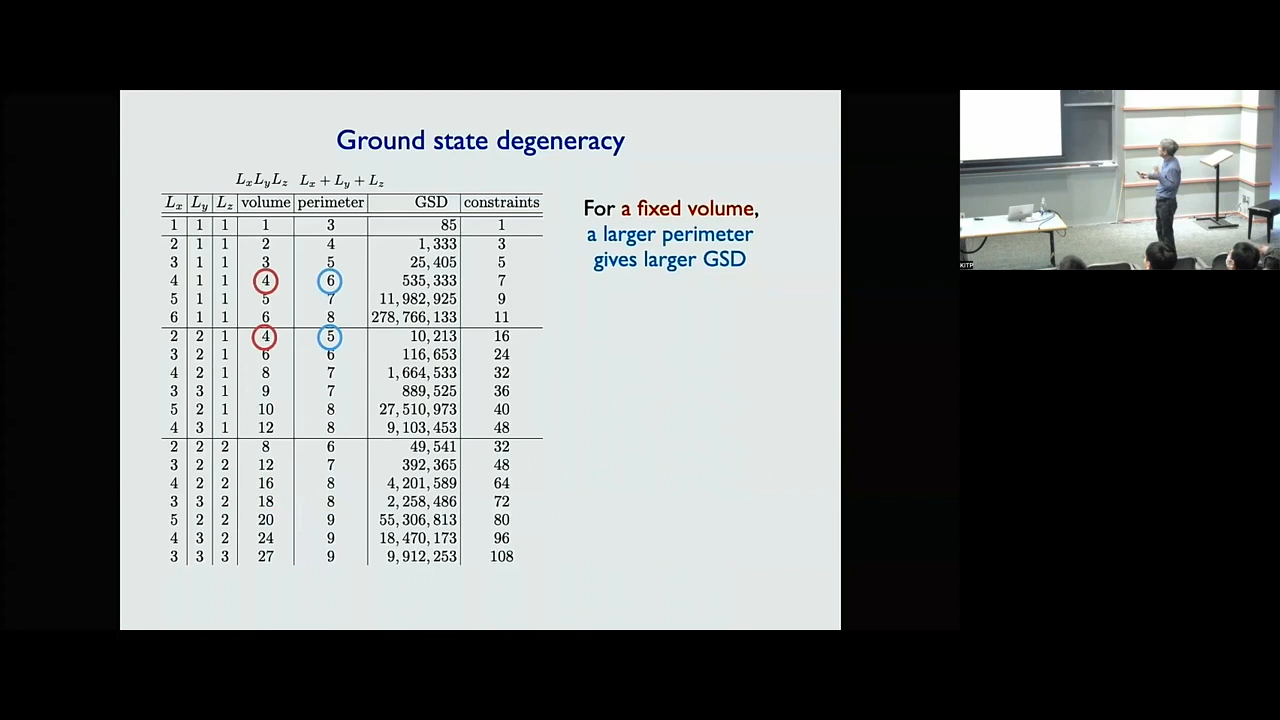 Ground state degeneracy
LxLyLz Lx + Ly + Lz
Lx Ly Lz volume perimeter GSD constraints
1 1 1 1 3 85 1
2 1 1 2 4 1,333 3
3 1 1 3 5 25,405 5
4 1 1 4 6 535,333 7
5 1 1 5 7 11,982,925 9
6 1 1 6 8 278,766,133 11
2 2 1 4 5 10,213 16
3 2 1 6 6 116,653 24
4 2 1 8 7 1,664,533 32
3 3 1 9 7 889,525 36
5 2 1 10 8 27,510,973 40
4 3 1 12 8 9,103,453 48
2 2 2 8 6 49,541 32
3 2 2 12 7 392,365 48
4 2 2 16 8 4,201,589 64
3 3 2 18 8 2,258,486 72
5 2 2 20 9 55,306,813 80
4 3 2 24 9 18,470,173 96
3 3 3 27 9 9,912,253 108
For a fixed volume,
a larger perimeter
gives larger GSD
KITP